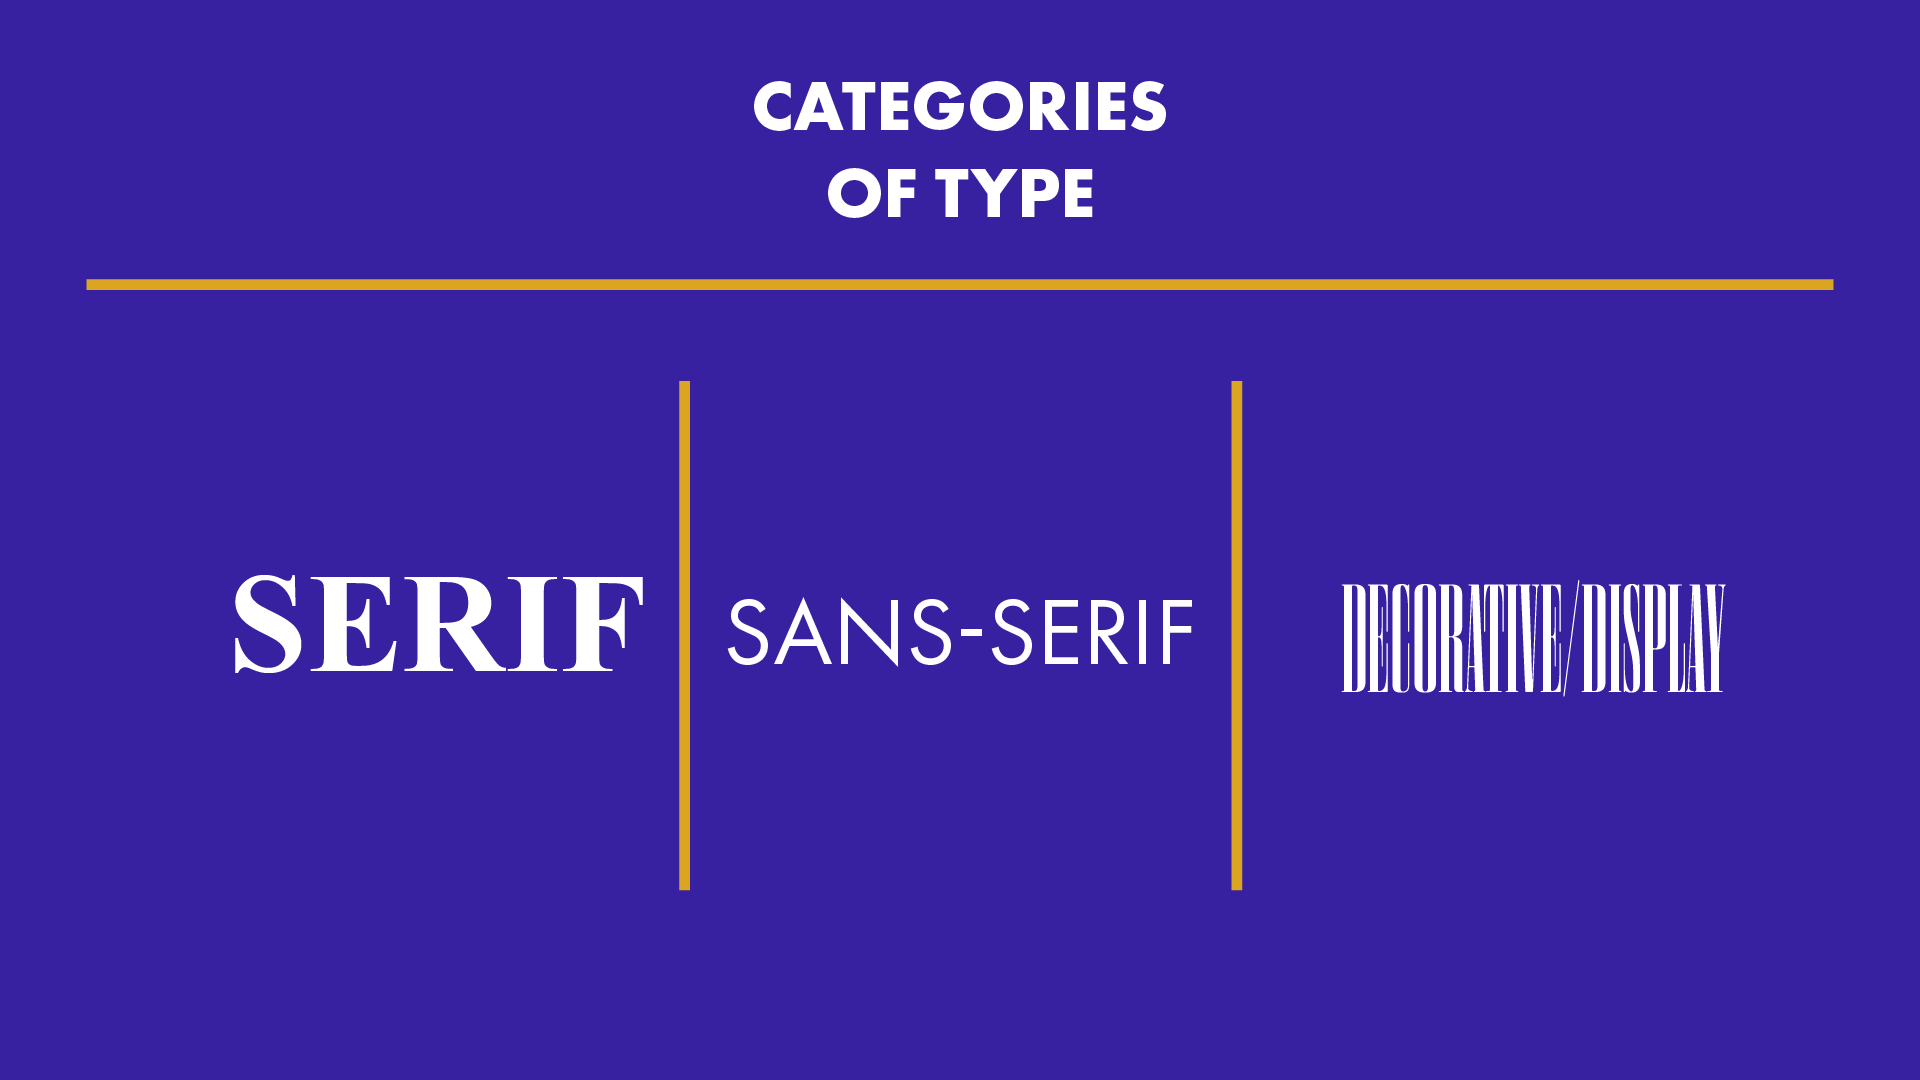 CATEGORIES
OF TYPE
SERIF
SANS-SERIF
DECORATIVE/DISPLAY